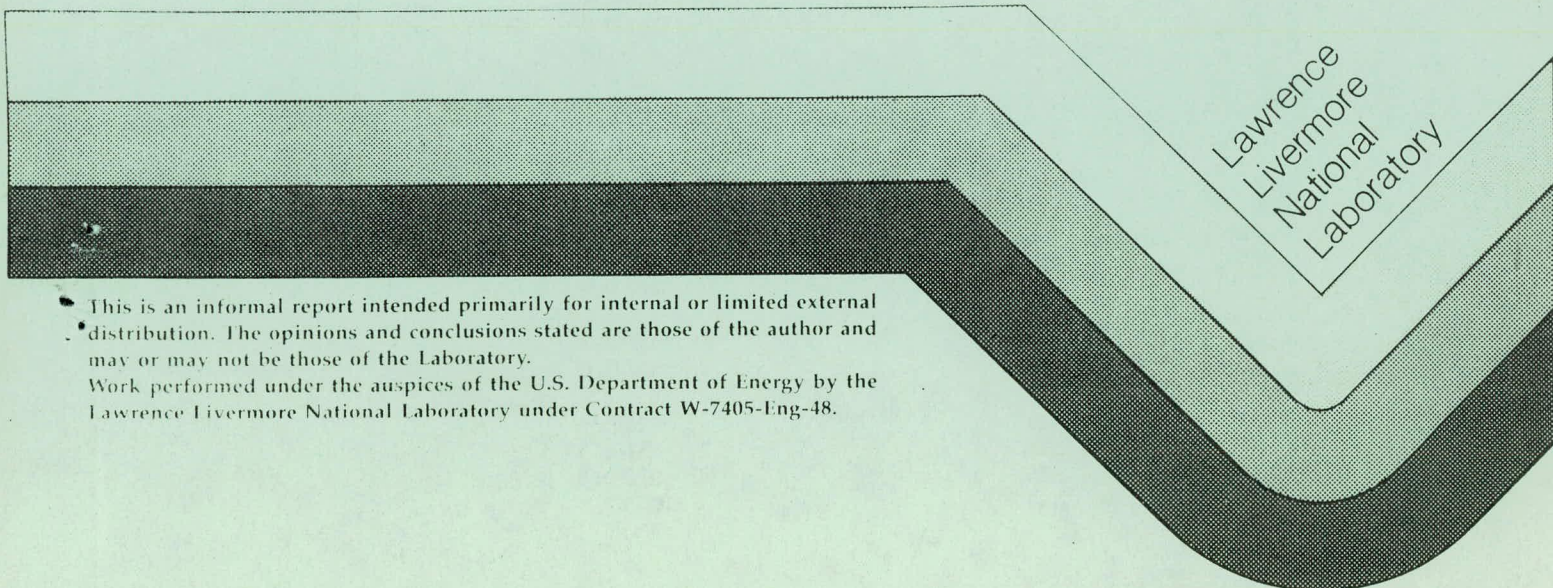 Lawrence
Livermore
National
Laboratory
This is an informal report intended primarily for internal or limited external
distribution. The opinions and conclusions stated are those of the author and
may or may not be those of the Laboratory.
Work performed under the auspices of the U.S. Department of Energy by the
Lawrence Livermore National Laboratory under Contract W-7405-Eng-48.